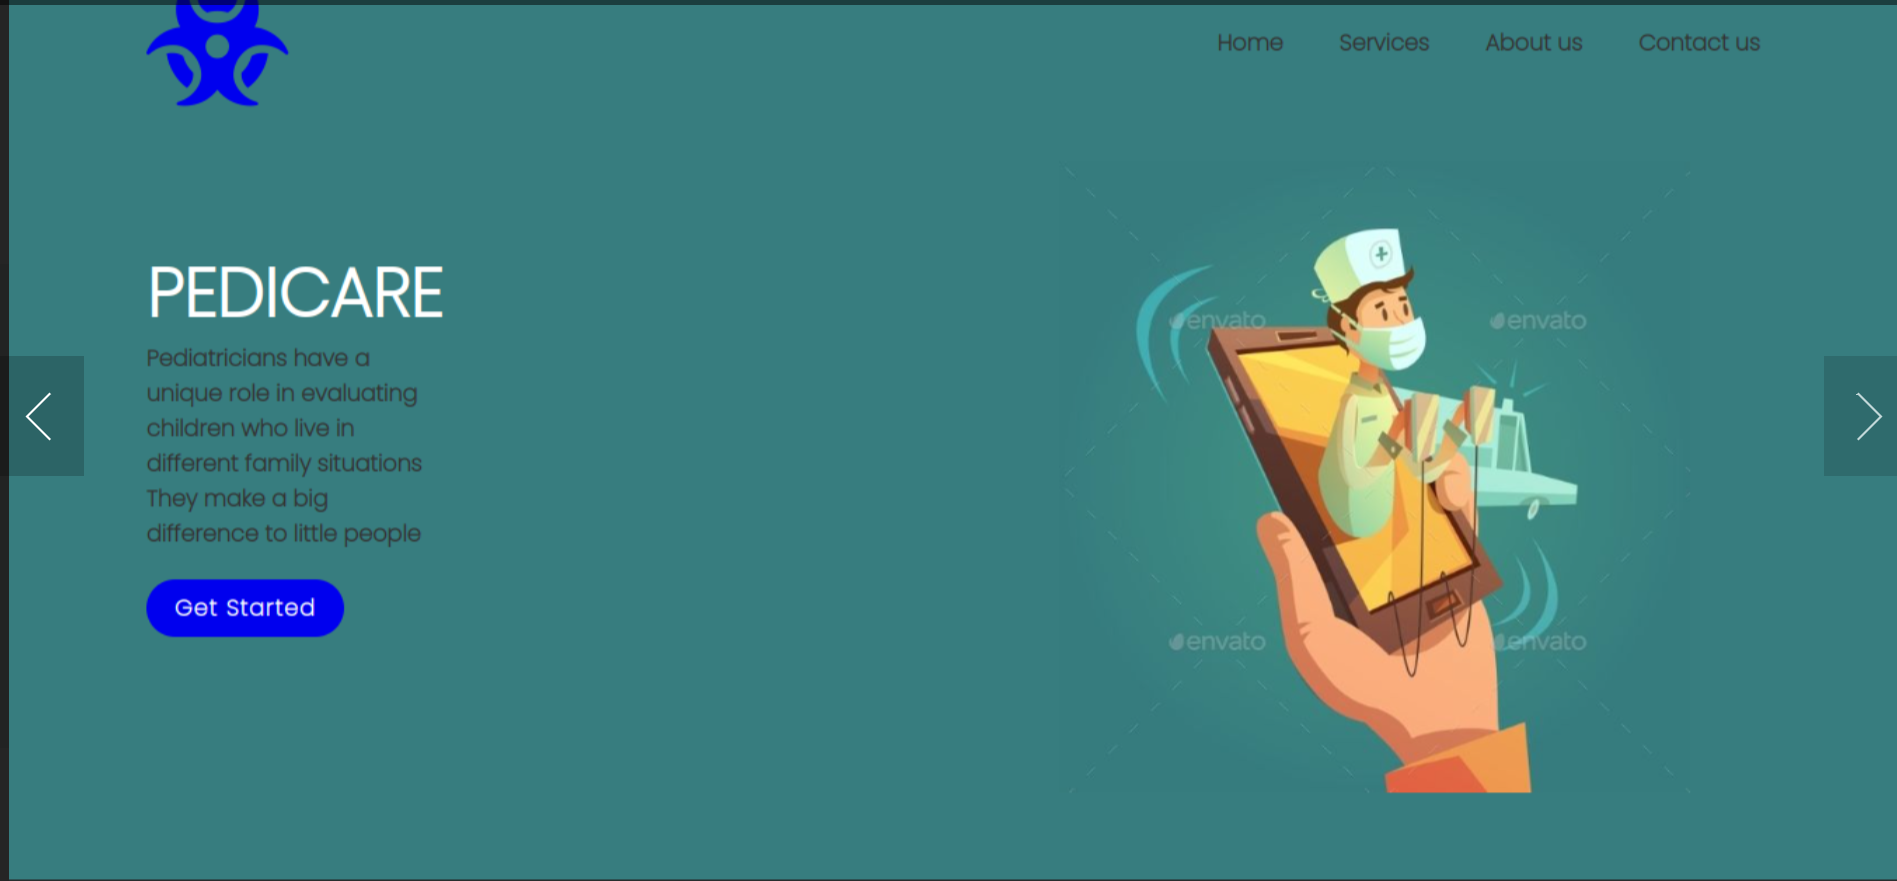 Home Services About us Contact us
PEDICARE
Pediatricians have a
unique role in evaluating
children who live in
different family situations
They make a big
difference to little people
Get Started
envato envato
envato envato